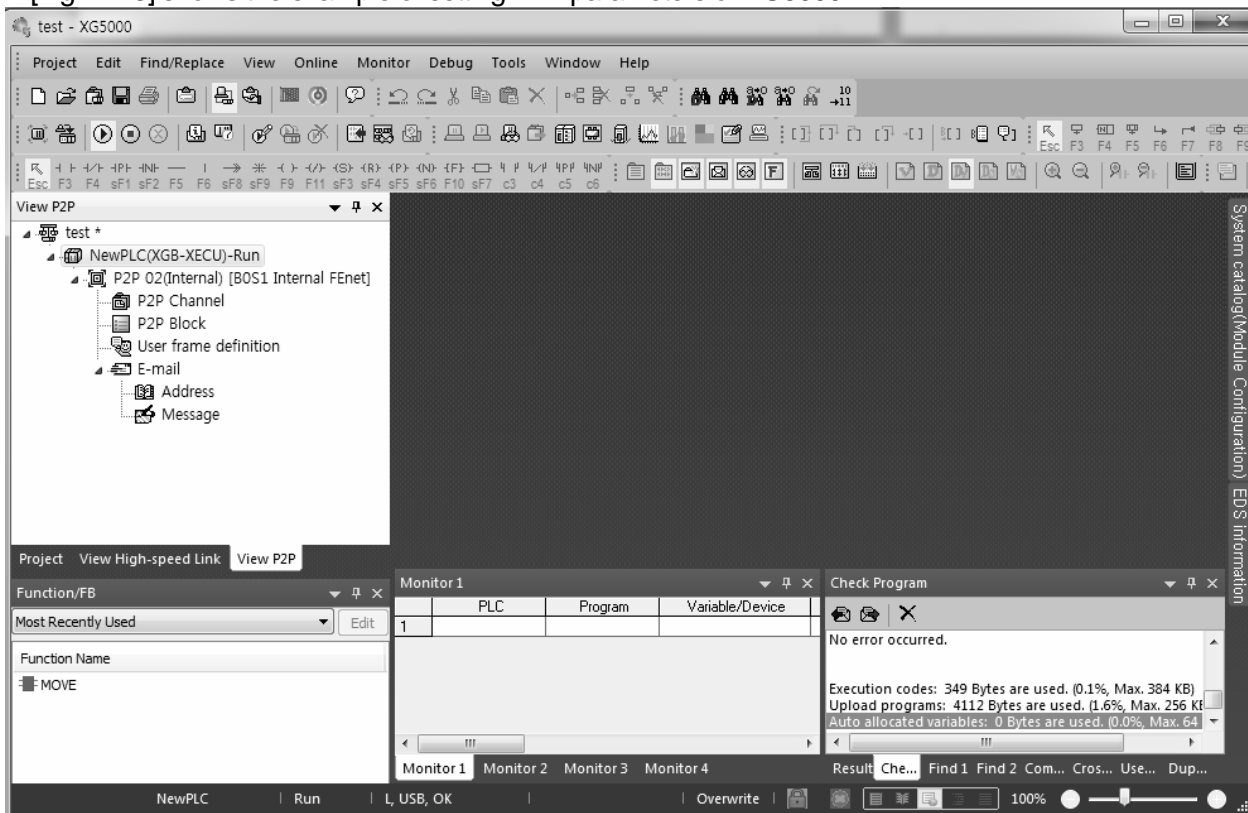 test - XG5000
Project Edit Find/Replace View Online Monitor Debug Tools Window Help
Esc F3 F4 F5 F6 F7 F8 F9
Esc F3 F4 sF1 sF2 F5 F6 sF8 sF9 F9 F11 sF3 sF4 sF5 sF6 F10 sF7 c3 c4 c5 c6
View P2P
test *
NewPLC(XGB-XECU)-Run
P2P 02(Internal) [B0S1 Internal FEnet]
P2P Channel
P2P Block
User frame definition
E-mail
Address
Message
System catalog(Module Configuration)
EDS information
Project View High-speed Link View P2P
Function/FB
Most Recently Used Edit
Function Name
MOVE
Monitor 1
PLC Program Variable/Device
1
Monitor 1 Monitor 2 Monitor 3 Monitor 4
Check Program
No error occurred.
Execution codes: 349 Bytes are used. (0.1%, Max. 384 KB)
Upload programs: 4112 Bytes are used. (1.6%, Max. 256 KB
Auto allocated variables: 0 Bytes are used. (0.0%, Max. 64
Result Che... Find 1 Find 2 Com... Cros... Use... Dup...
NewPLC Run L, USB, OK Overwrite 100%